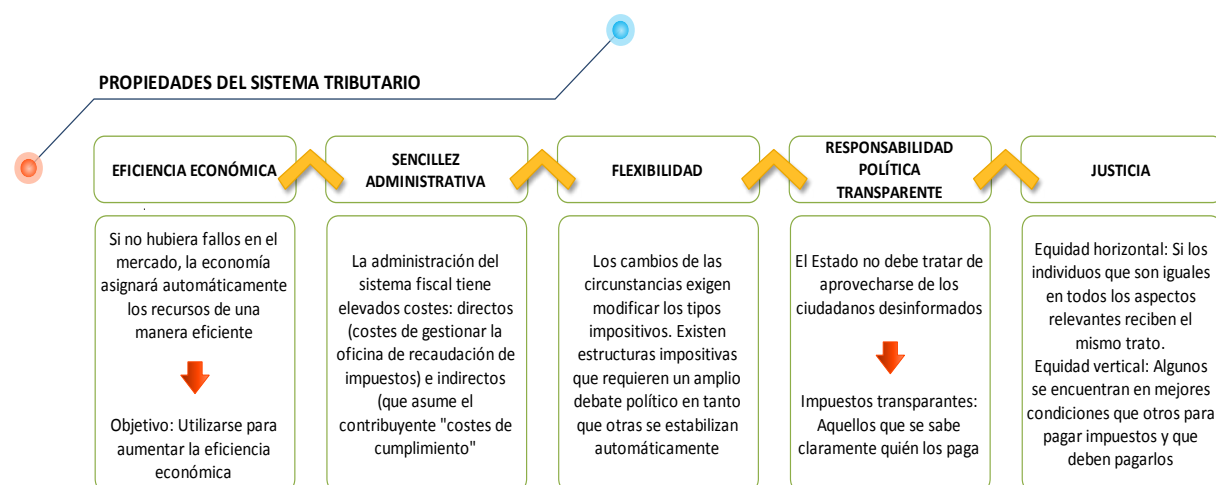 PROPIEDADES DEL SISTEMA TRIBUTARIO
EFICIENCIA ECONÓMICA
Si no hubiera fallos en el
mercado, la economía
asignará automáticamente
los recursos de una
manera eficiente
Objetivo: Utilizarse para
aumentar la eficiencia
económica
SENCILLEZ
ADMINISTRATIVA
La administración del
sistema fiscal tiene
elevados costes: directos
(costes de gestionar la
oficina de recaudación de
impuestos) e indirectos
(que asume el
contribuyente "costes de
cumplimiento"
FLEXIBILIDAD
Los cambios de las
circunstancias exigen
modificar los tipos
impositivos. Existen
estructuras impositivas
que requieren un amplio
debate político en tanto
que otras se estabilizan
automáticamente
RESPONSABILIDAD
POLÍTICA
TRANSPARENTE
El Estado no debe tratar de
aprovecharse de los
ciudadanos desinformados
Impuestos transparantes:
Aquellos que se sabe
claramente quién los paga
JUSTICIA
Equidad horizontal: Si los
individuos que son iguales
en todos los aspectos
relevantes reciben el
mismo trato.
Equidad vertical: Algunos
se encuentran en mejores
condiciones que otros para
pagar impuestos y que
deben pagarlos